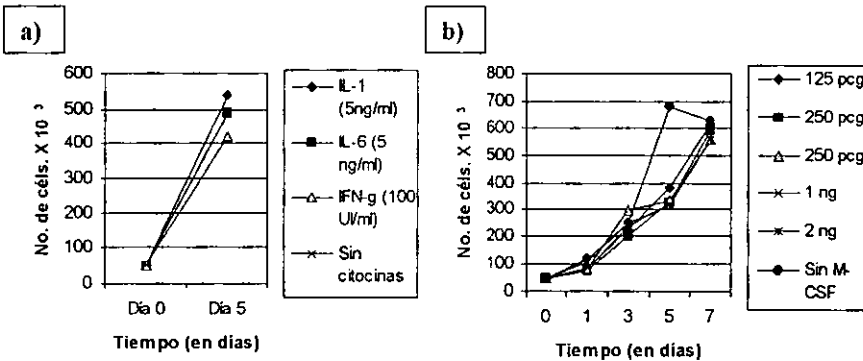 a)
600
500
400
300
200
100
0
No. de céls. X 10 ³
Día 0
Día 5
Tiempo (en días)
IL-1
(5ng/ml)
IL-6 (5
ng/ml)
IFN-g (100
UI/ml)
Sin
citocinas
b)
800
700
600
500
400
300
200
100
0
No. de céls. X 10 ³
0
1
3
5
7
Tiempo (en días)
125 pcg
250 pcg
250 pcg
1 ng
2 ng
Sin M-
CSF